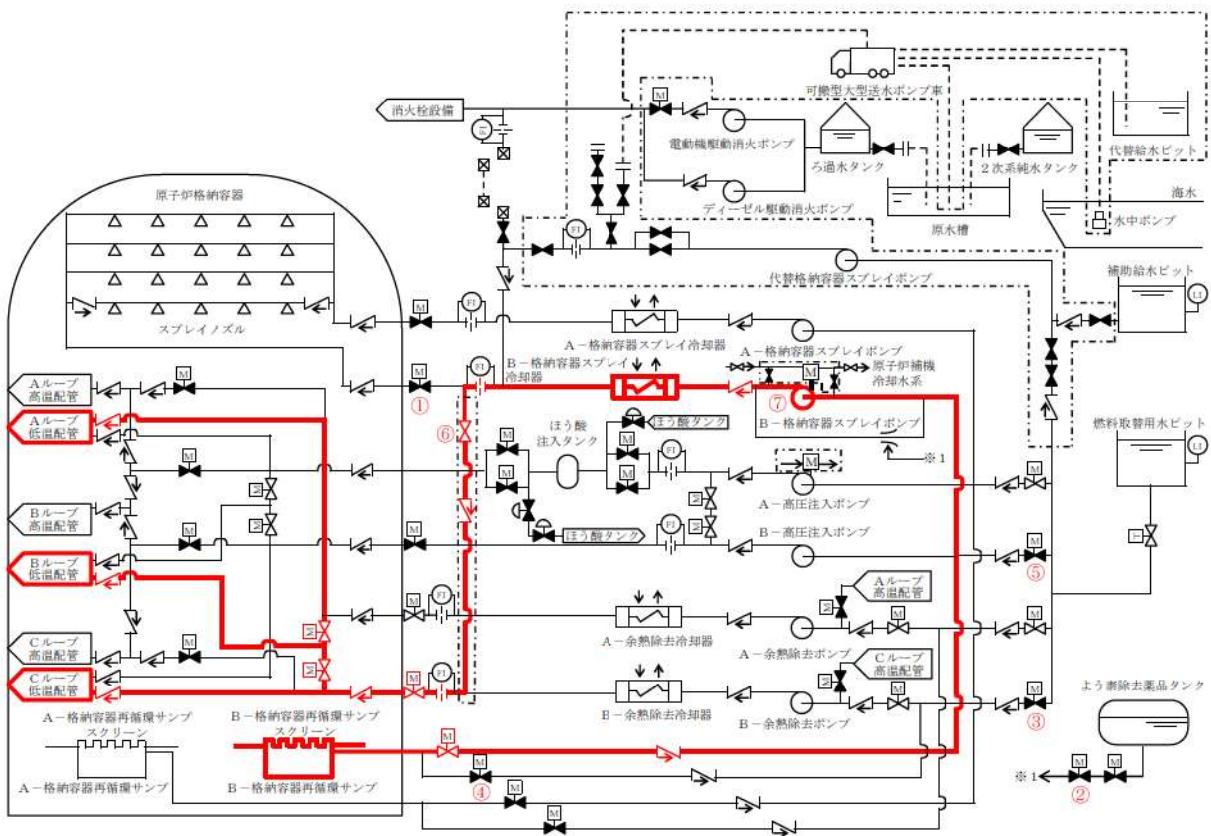 可搬型大型送水ポンプ車
M
消火栓設備
FI
電動機駆動消火ポンプ
ろ過水タンク
2次系純水タンク
代替給水ピット
原子炉格納容器
海水
ディーゼル駆動消火ポンプ
原水槽
水中ポンプ
FI
代替格納容器スプレイポンプ
補助給水ピット
LI
M
FI
スプレイノズル
A-格納容器スプレイ冷却器
A-格納容器スプレイポンプ
B-格納容器スプレイ
冷却器
原子炉補機
冷却水系
M
FI
M
Aループ
高温配管
M
①
⑦
Aループ
低温配管
⑥
ほう酸
注入タンク
ほう酸タンク
B-格納容器スプレイポンプ
燃料取替用水ピット
LI
※1
M
M
M
FI
M
M
M
M
M
M
A-高圧注入ポンプ
Bループ
高温配管
M
M
B-高圧注入ポンプ
M
M
FI
ほう酸タンク
M
T
⑤
Bループ
低温配管
Aループ
高温配管
M
FI
M
M
M
M
A-余熱除去冷却器
A-余熱除去ポンプ
Cループ
高温配管
M
M
Cループ
高温配管
Cループ
低温配管
M
FI
M
M
M
よう素除去薬品タンク
③
A-格納容器再循環サンプ
スクリーン
B-格納容器再循環サンプ
スクリーン
B-余熱除去冷却器
B-余熱除去ポンプ
M
M
④
M
M
※1
②
A-格納容器再循環サンプ
B-格納容器再循環サンプ
M
M